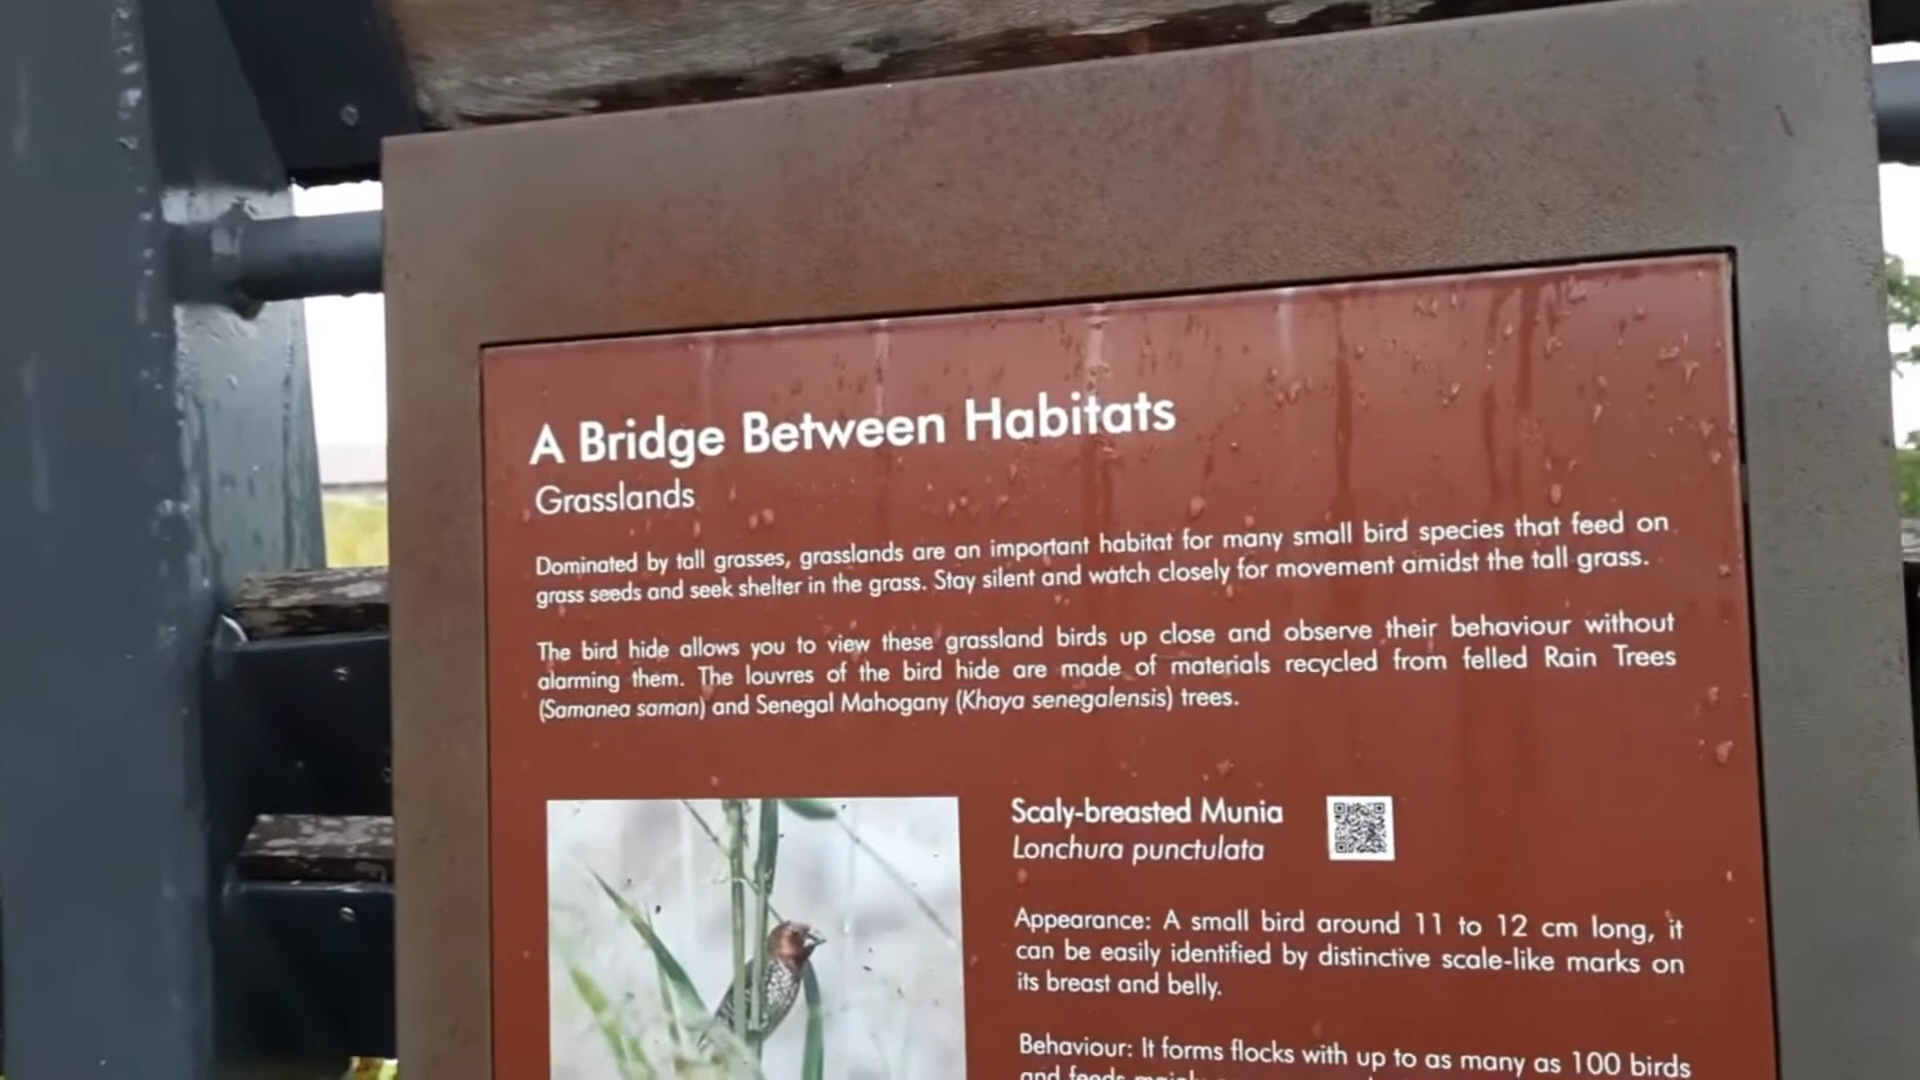 A Bridge Between Habitats
Grasslands
Dominated by tall grasses, grasslands are an important habitat for many small bird species that feed on
grass seeds and seek shelter in the grass. Stay silent and watch closely for movement amidst the tall grass.
The bird hide allows you to view these grassland birds up close and observe their behaviour without
alarming them. The louvres of the bird hide are made of materials recycled from felled Rain Trees
(Samanea saman) and Senegal Mahogany (Khaya senegalensis) trees.
Scaly-breasted Munia
Lonchura punctulata
Appearance: A small bird around 11 to 12 cm long, it
can be easily identified by distinctive scale-like marks on
its breast and belly.
Behaviour: It forms flocks with up to as many as 100 birds
and feeds mainly